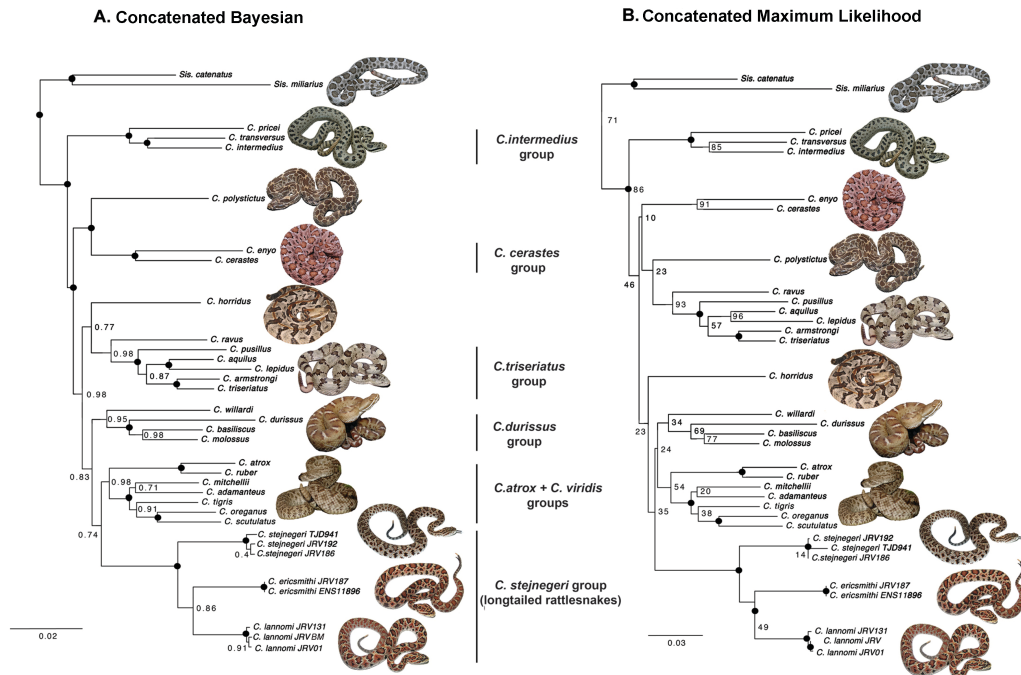 A. Concatenated Bayesian
Sis. catenatus
Sis. miliarius
C. pricei
C. transversus
C. intermedius
C. polystictus
C. enyo
C. cerastes
C. horridus
0.77
C. ravus
0.98
C. pusillus
C. aquilus
C. lepidus
0.87
C. armstrongi
C. triseriatus
0.98
C. willardi
0.95
C. durissus
C. basiliscus
0.98
C. molossus
0.83
C. atrox
C. ruber
0.98
C. mitchellii
0.71
C. adamanteus
C. tigris
0.91
C. oreganus
C. scutulatus
0.74
C. stejnegeri TJD941
C. stejnegeri JRV192
0.4
C.stejnegeri JRV186
C. ericsmithi JRV187
C. ericsmithi ENS11896
0.86
C. lannomi JRV131
C. lannomi JRV BM
0.91
C. lannomi JRV01
0.02
C.intermedius
group
C. cerastes
group
C.triseriatus
group
C.durissus
group
C.atrox + C. viridis
groups
C. stejnegeri group
(longtailed rattlesnakes)
B. Concatenated Maximum Likelihood
Sis. catenatus
Sis. miliarius
71
C. pricei
C. transversus
85
C. intermedius
86
C. enyo
91
C. cerastes
10
C. polystictus
23
46
C. ravus
93
C. pusillus
C. aquilus
96
C. lepidus
57
C. armstrongi
C. triseriatus
C. horridus
23
C. willardi
34
C. durissus
69
C. basiliscus
77
C. molossus
24
C. atrox
C. ruber
54
C. mitchellii
20
C. adamanteus
C. tigris
38
C. oreganus
C. scutulatus
35
C. stejnegeri JRV192
C. stejnegeri TJD941
14
C.stejnegeri JRV186
C. ericsmithi JRV187
C. ericsmithi ENS11896
49
C. lannomi JRV131
C. lannomi JRV
C. lannomi JRV01
0.03